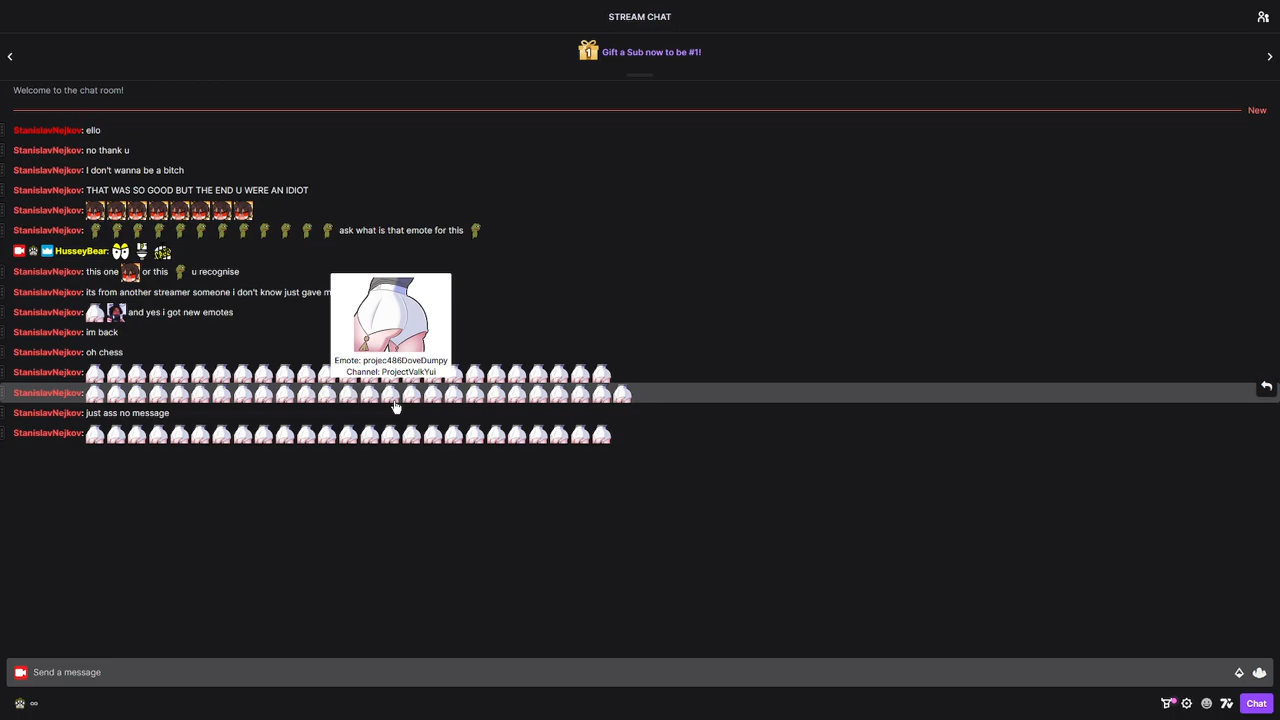 STREAM CHAT
1 Gift a Sub now to be #1!
Welcome to the chat room!
New
StanislavNejkov: ello
StanislavNejkov: no thank u
StanislavNejkov: I don't wanna be a bitch
StanislavNejkov: THAT WAS SO GOOD BUT THE END U WERE AN IDIOT
StanislavNejkov:
StanislavNejkov: ask what is that emote for this
HusseyBear:
StanislavNejkov: this one or this u recognise
StanislavNejkov: its from another streamer someone i don't know just gave m
StanislavNejkov: and yes i got new emotes
StanislavNejkov: im back
StanislavNejkov: oh chess
Emote: projec486DoveDumpy
Channel: ProjectValkYui
StanislavNejkov:
StanislavNejkov:
StanislavNejkov: just ass no message
StanislavNejkov:
Send a message
∞
Chat